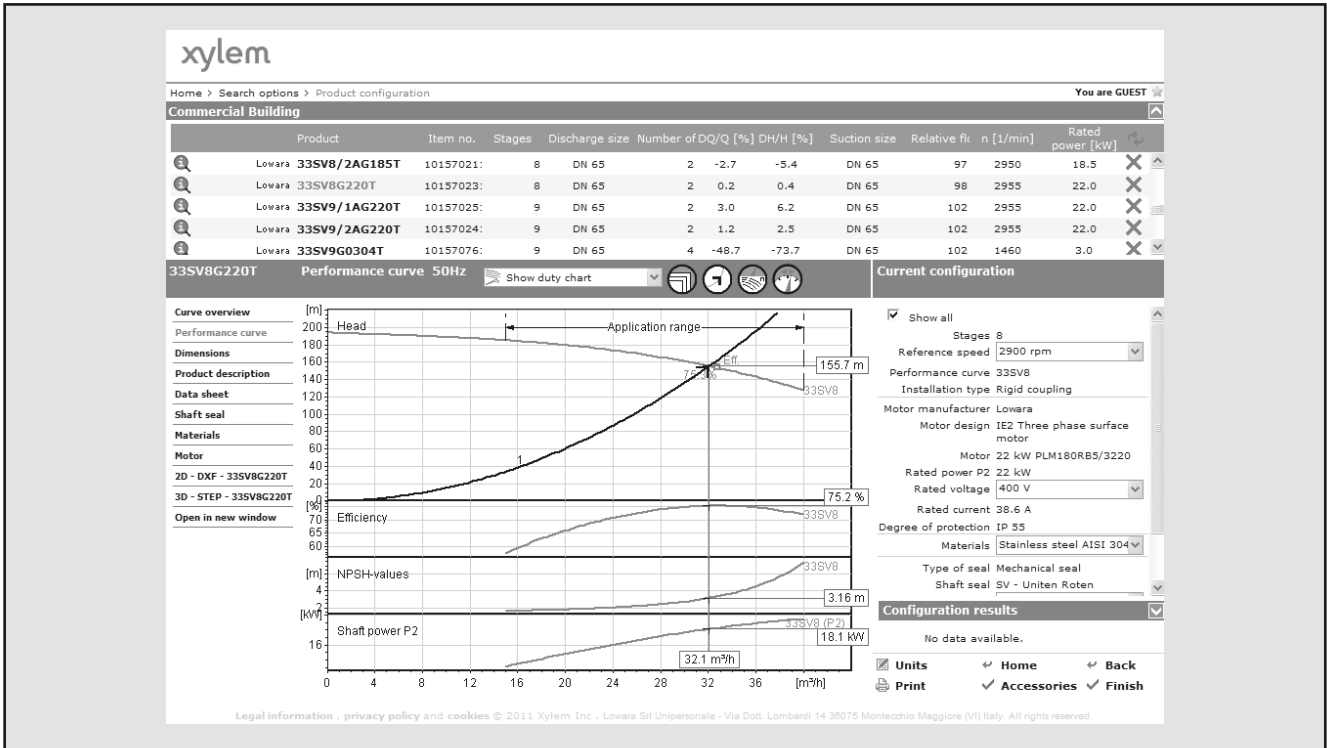 xylem
Home > Search options > Product configuration
You are GUEST
Commercial Building
Product Item no. Stages Discharge size Number of DQ/Q [%] DH/H [%] Suction size Relative flc n [1/min] Rated power [kW]
Lowara 33SV8/2AG185T 10157021: 8 DN 65 2 -2.7 -5.4 DN 65 97 2950 18.5
Lowara 33SV8G220T 10157023: 8 DN 65 2 0.2 0.4 DN 65 98 2955 22.0
Lowara 33SV9/1AG220T 10157025: 9 DN 65 2 3.0 6.2 DN 65 102 2955 22.0
Lowara 33SV9/2AG220T 10157024: 9 DN 65 2 1.2 2.5 DN 65 102 2955 22.0
Lowara 33SV9G0304T 10157076: 9 DN 65 4 -48.7 -73.7 DN 65 102 1460 3.0
33SV8G220T Performance curve 50Hz Show duty chart
Curve overview
Performance curve
Dimensions
Product description
Data sheet
Shaft seal
Materials
Motor
2D - DXF - 33SV8G220T
3D - STEP - 33SV8G220T
Open in new window
[m]
Head
Application range
200
180
160
140
120
100
80
60
40
20
0
Eff.
75.3%
155.7 m
33SV8
1
75.2 %
[%]
Efficiency
70
65
60
33SV8
[m]
NPSH-values
4
2
33SV8
3.16 m
[kW]
Shaft power P2
16
33SV8 (P2)
18.1 kW
32.1 m³/h
0 4 8 12 16 20 24 28 32 36 [m³/h]
Current configuration
Show all
Stages 8
Reference speed 2900 rpm
Performance curve 33SV8
Installation type Rigid coupling
Motor manufacturer Lowara
Motor design IE2 Three phase surface
motor
Motor 22 kW PLM180RB5/3220
Rated power P2 22 kW
Rated voltage 400 V
Rated current 38.6 A
Degree of protection IP 55
Materials Stainless steel AISI 304
Type of seal Mechanical seal
Shaft seal SV - Uniten Roten
Configuration results
No data available.
Units Home Back
Print Accessories Finish
Legal information , privacy policy and cookies © 2011 Xylem Inc . Lowara Srl Unipersonale - Via Dott. Lombardi 14 36075 Montecchio Maggiore (VI) Italy. All rights reserved.